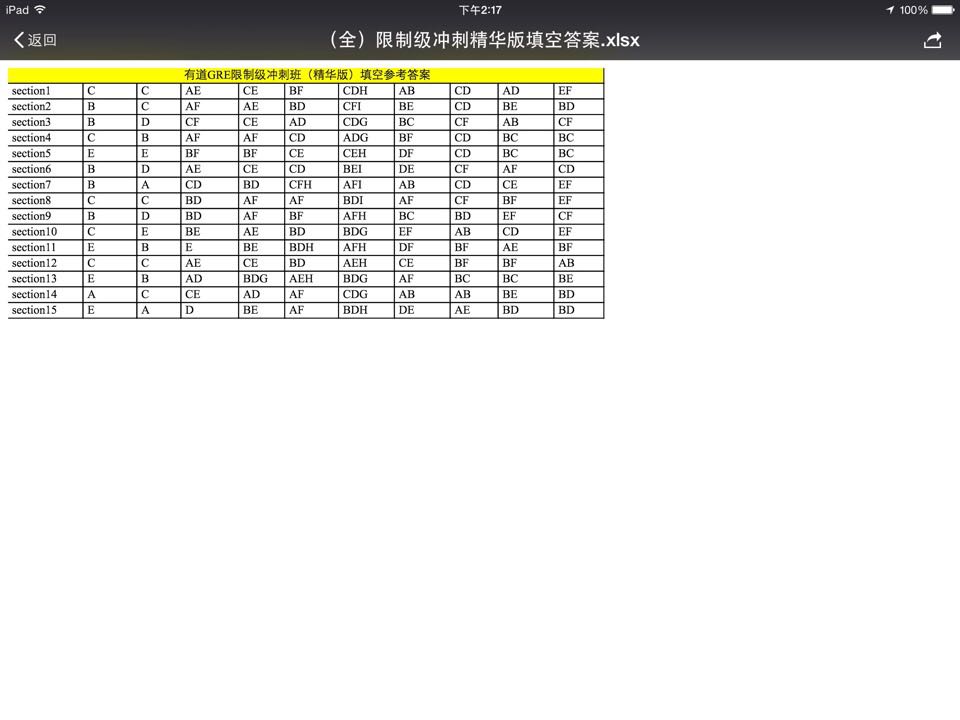 iPad 下午2:17 100%
返回 （全）限制级冲刺精华版填空答案.xlsx
有道GRE限制级冲刺班（精华版）填空参考答案
section1 C C AE CE BF CDH AB CD AD EF
section2 B C AF AE BD CFI BE CD BE BD
section3 B D CF CE AD CDG BC CF AB CF
section4 C B AF AF CD ADG BF CD BC BC
section5 E E BF BF CE CEH DF CD BC BC
section6 B D AE CE CD BEI DE CF AF CD
section7 B A CD BD CFH AFI AB CD CE EF
section8 C C BD AF AF BDI AF CF BF EF
section9 B D BD AF BF AFH BC BD EF CF
section10 C E BE AE BD BDG EF AB CD EF
section11 E B E BE BDH AFH DF BF AE BF
section12 C C AE CE BD AEH CE BF BF AB
section13 E B AD BDG AEH BDG AF BC BC BE
section14 A C CE AD AF CDG AB AB BE BD
section15 E A D BE AF BDH DE AE BD BD